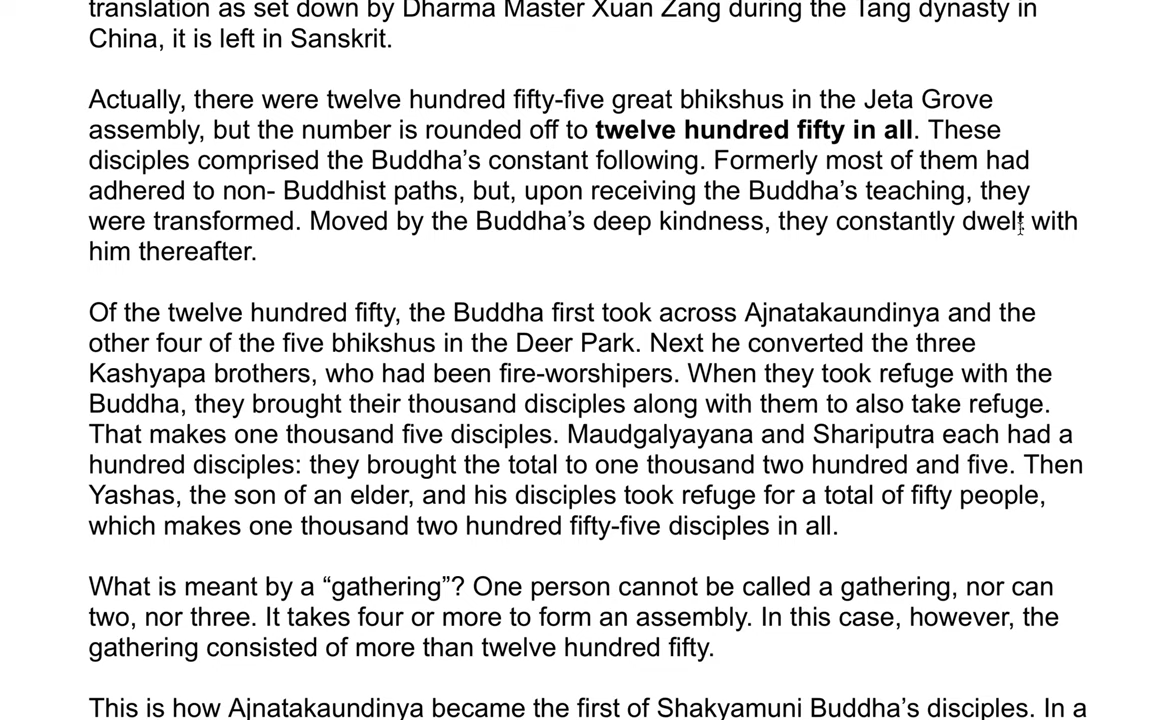 translation as set down by Dharma Master Xuan Zang during the Tang dynasty in
China, it is left in Sanskrit.
Actually, there were twelve hundred fifty-five great bhikshus in the Jeta Grove
assembly, but the number is rounded off to twelve hundred fifty in all. These
disciples comprised the Buddha’s constant following. Formerly most of them had
adhered to non- Buddhist paths, but, upon receiving the Buddha’s teaching, they
were transformed. Moved by the Buddha’s deep kindness, they constantly dwelt with
him thereafter.
Of the twelve hundred fifty, the Buddha first took across Ajnatakaundinya and the
other four of the five bhikshus in the Deer Park. Next he converted the three
Kashyapa brothers, who had been fire-worshipers. When they took refuge with the
Buddha, they brought their thousand disciples along with them to also take refuge.
That makes one thousand five disciples. Maudgalyayana and Shariputra each had a
hundred disciples: they brought the total to one thousand two hundred and five. Then
Yashas, the son of an elder, and his disciples took refuge for a total of fifty people,
which makes one thousand two hundred fifty-five disciples in all.
What is meant by a “gathering”? One person cannot be called a gathering, nor can
two, nor three. It takes four or more to form an assembly. In this case, however, the
gathering consisted of more than twelve hundred fifty.
This is how Ajnatakaundinya became the first of Shakyamuni Buddha’s disciples. In a